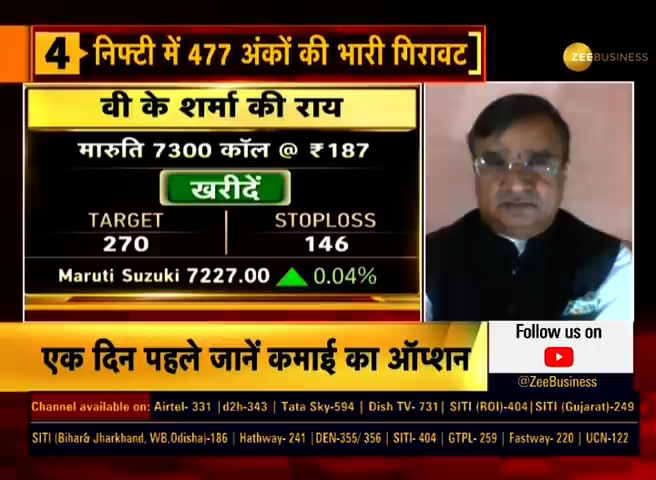 4 निफ्टी में 477 अंकों की भारी गिरावट
ZEEBUSINESS
वी के शर्मा की राय
मारुति 7300 कॉल @ ₹187
खरीदें
TARGET STOPLOSS
270 146
Maruti Suzuki 7227.00 0.04%
एक दिन पहले जानें कमाई का ऑप्शन
Follow us on
@ZeeBusiness
Channel available on: Airtel- 331 |d2h-343 | Tata Sky-594 | Dish TV- 731| SITI (ROI)-404| SITI (Gujarat)-249
SITI (Bihar& Jharkhand, WB,Odisha)-186 | Hathway- 241 |DEN-355/ 356 | SITI- 404 | GTPL- 259 | Fastway- 220 | UCN-122